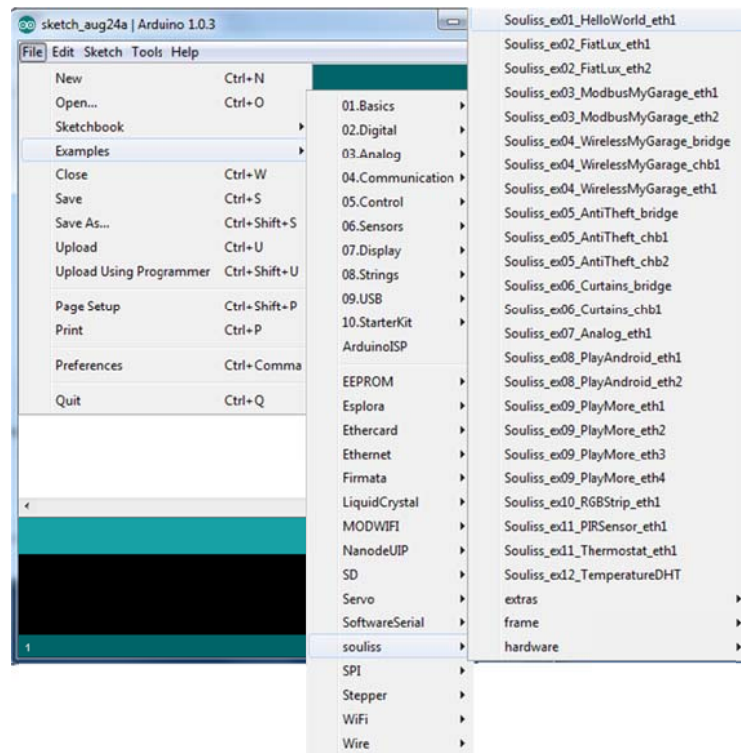 sketch_aug24a | Arduino 1.0.3
File Edit Sketch Tools Help
New Ctrl+N
Open... Ctrl+O
Sketchbook
Examples
Close Ctrl+W
Save Ctrl+S
Save As... Ctrl+Shift+S
Upload Ctrl+U
Upload Using Programmer Ctrl+Shift+U
Page Setup Ctrl+Shift+P
Print Ctrl+P
Preferences Ctrl+Comma
Quit Ctrl+Q
1
01.Basics
02.Digital
03.Analog
04.Communication
05.Control
06.Sensors
07.Display
08.Strings
09.USB
10.StarterKit
ArduinoISP
EEPROM
Esplora
Ethercard
Ethernet
Firmata
LiquidCrystal
MODWIFI
NanodeUIP
SD
Servo
SoftwareSerial
souliss
SPI
Stepper
WiFi
Wire
Souliss_ex01_HelloWorld_eth1
Souliss_ex02_FiatLux_eth1
Souliss_ex02_FiatLux_eth2
Souliss_ex03_ModbusMyGarage_eth1
Souliss_ex03_ModbusMyGarage_eth2
Souliss_ex04_WirelessMyGarage_bridge
Souliss_ex04_WirelessMyGarage_chb1
Souliss_ex04_WirelessMyGarage_eth1
Souliss_ex05_AntiTheft_bridge
Souliss_ex05_AntiTheft_chb1
Souliss_ex05_AntiTheft_chb2
Souliss_ex06_Curtains_bridge
Souliss_ex06_Curtains_chb1
Souliss_ex07_Analog_eth1
Souliss_ex08_PlayAndroid_eth1
Souliss_ex08_PlayAndroid_eth2
Souliss_ex09_PlayMore_eth1
Souliss_ex09_PlayMore_eth2
Souliss_ex09_PlayMore_eth3
Souliss_ex09_PlayMore_eth4
Souliss_ex10_RGBStrip_eth1
Souliss_ex11_PIRSensor_eth1
Souliss_ex11_Thermostat_eth1
Souliss_ex12_TemperatureDHT
extras
frame
hardware